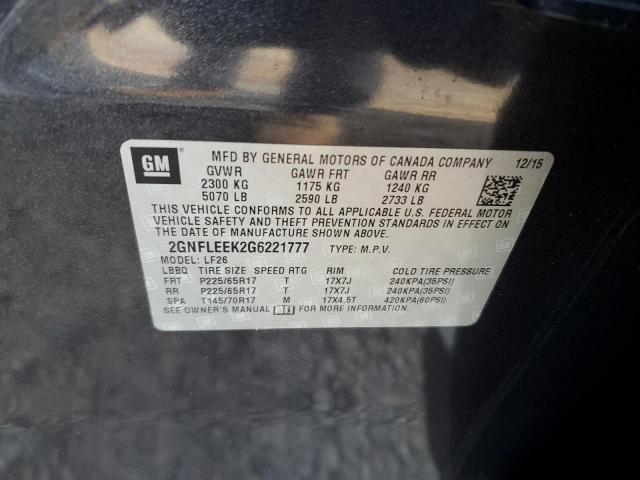 GM
MFD BY GENERAL MOTORS OF CANADA COMPANY 12/15
GVWR GAWR FRT GAWR RR
2300 KG 1175 KG 1240 KG
5070 LB 2590 LB 2733 LB
THIS VEHICLE CONFORMS TO ALL APPLICABLE U.S. FEDERAL MOTOR
VEHICLE SAFETY AND THEFT PREVENTION STANDARDS IN EFFECT ON
THE DATE OF MANUFACTURE SHOWN ABOVE.
2GNFLEEK2G6221777 TYPE: M.P.V.
MODEL: LF26
LBBQ TIRE SIZE SPEED RTG RIM COLD TIRE PRESSURE
FRT P225/65R17 T 17X7J 240KPA(35PSI)
RR P225/65R17 T 17X7J 240KPA(35PSI)
SPA T145/70R17 M 17X4.5T 420KPA(60PSI)
SEE OWNER'S MANUAL FOR MORE INFORMATION.